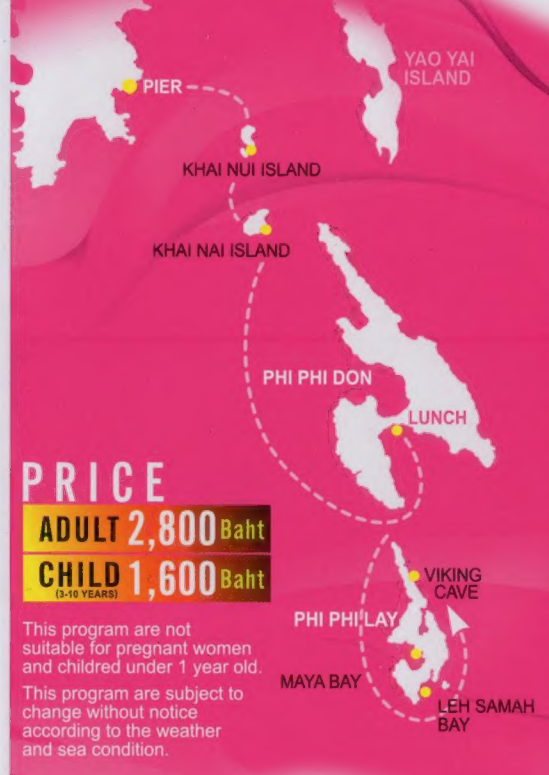 YAO YAI
ISLAND
PIER
KHAI NUI ISLAND
KHAI NAI ISLAND
PHI PHI DON
LUNCH
PRICE
ADULT 2,800 Baht
CHILD 1,600 Baht
(3-10 YEARS)
VIKING
CAVE
PHI PHI LAY
MAYA BAY
LEH SAMAH
BAY
This program are not
suitable for pregnant women
and childred under 1 year old.
This program are subject to
change without notice
according to the weather
and sea condition.